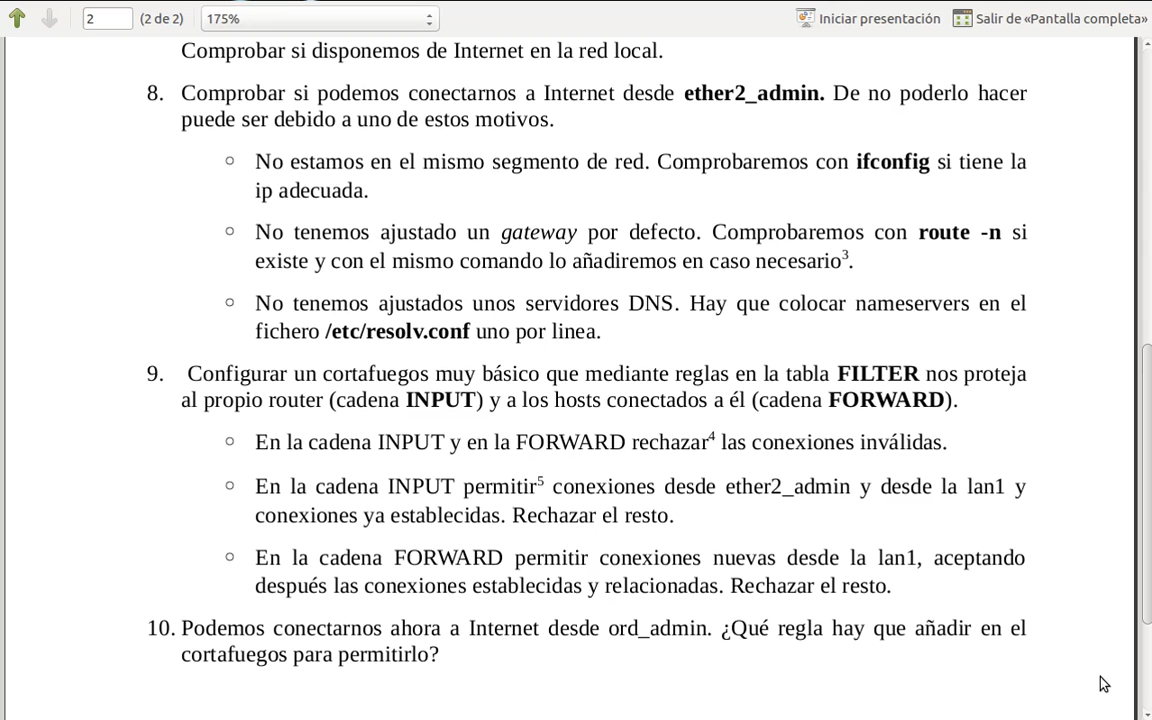 2 (2 de 2) 175% Iniciar presentación Salir de «Pantalla completa»
Comprobar si disponemos de Internet en la red local.
8. Comprobar si podemos conectarnos a Internet desde ether2_admin. De no poderlo hacer
puede ser debido a uno de estos motivos.
◦ No estamos en el mismo segmento de red. Comprobaremos con ifconfig si tiene la
ip adecuada.
◦ No tenemos ajustado un gateway por defecto. Comprobaremos con route -n si
existe y con el mismo comando lo añadiremos en caso necesario³.
◦ No tenemos ajustados unos servidores DNS. Hay que colocar nameservers en el
fichero /etc/resolv.conf uno por linea.
9. Configurar un cortafuegos muy básico que mediante reglas en la tabla FILTER nos proteja
al propio router (cadena INPUT) y a los hosts conectados a él (cadena FORWARD).
◦ En la cadena INPUT y en la FORWARD rechazar⁴ las conexiones inválidas.
◦ En la cadena INPUT permitir⁵ conexiones desde ether2_admin y desde la lan1 y
conexiones ya establecidas. Rechazar el resto.
◦ En la cadena FORWARD permitir conexiones nuevas desde la lan1, aceptando
después las conexiones establecidas y relacionadas. Rechazar el resto.
10. Podemos conectarnos ahora a Internet desde ord_admin. ¿Qué regla hay que añadir en el
cortafuegos para permitirlo?